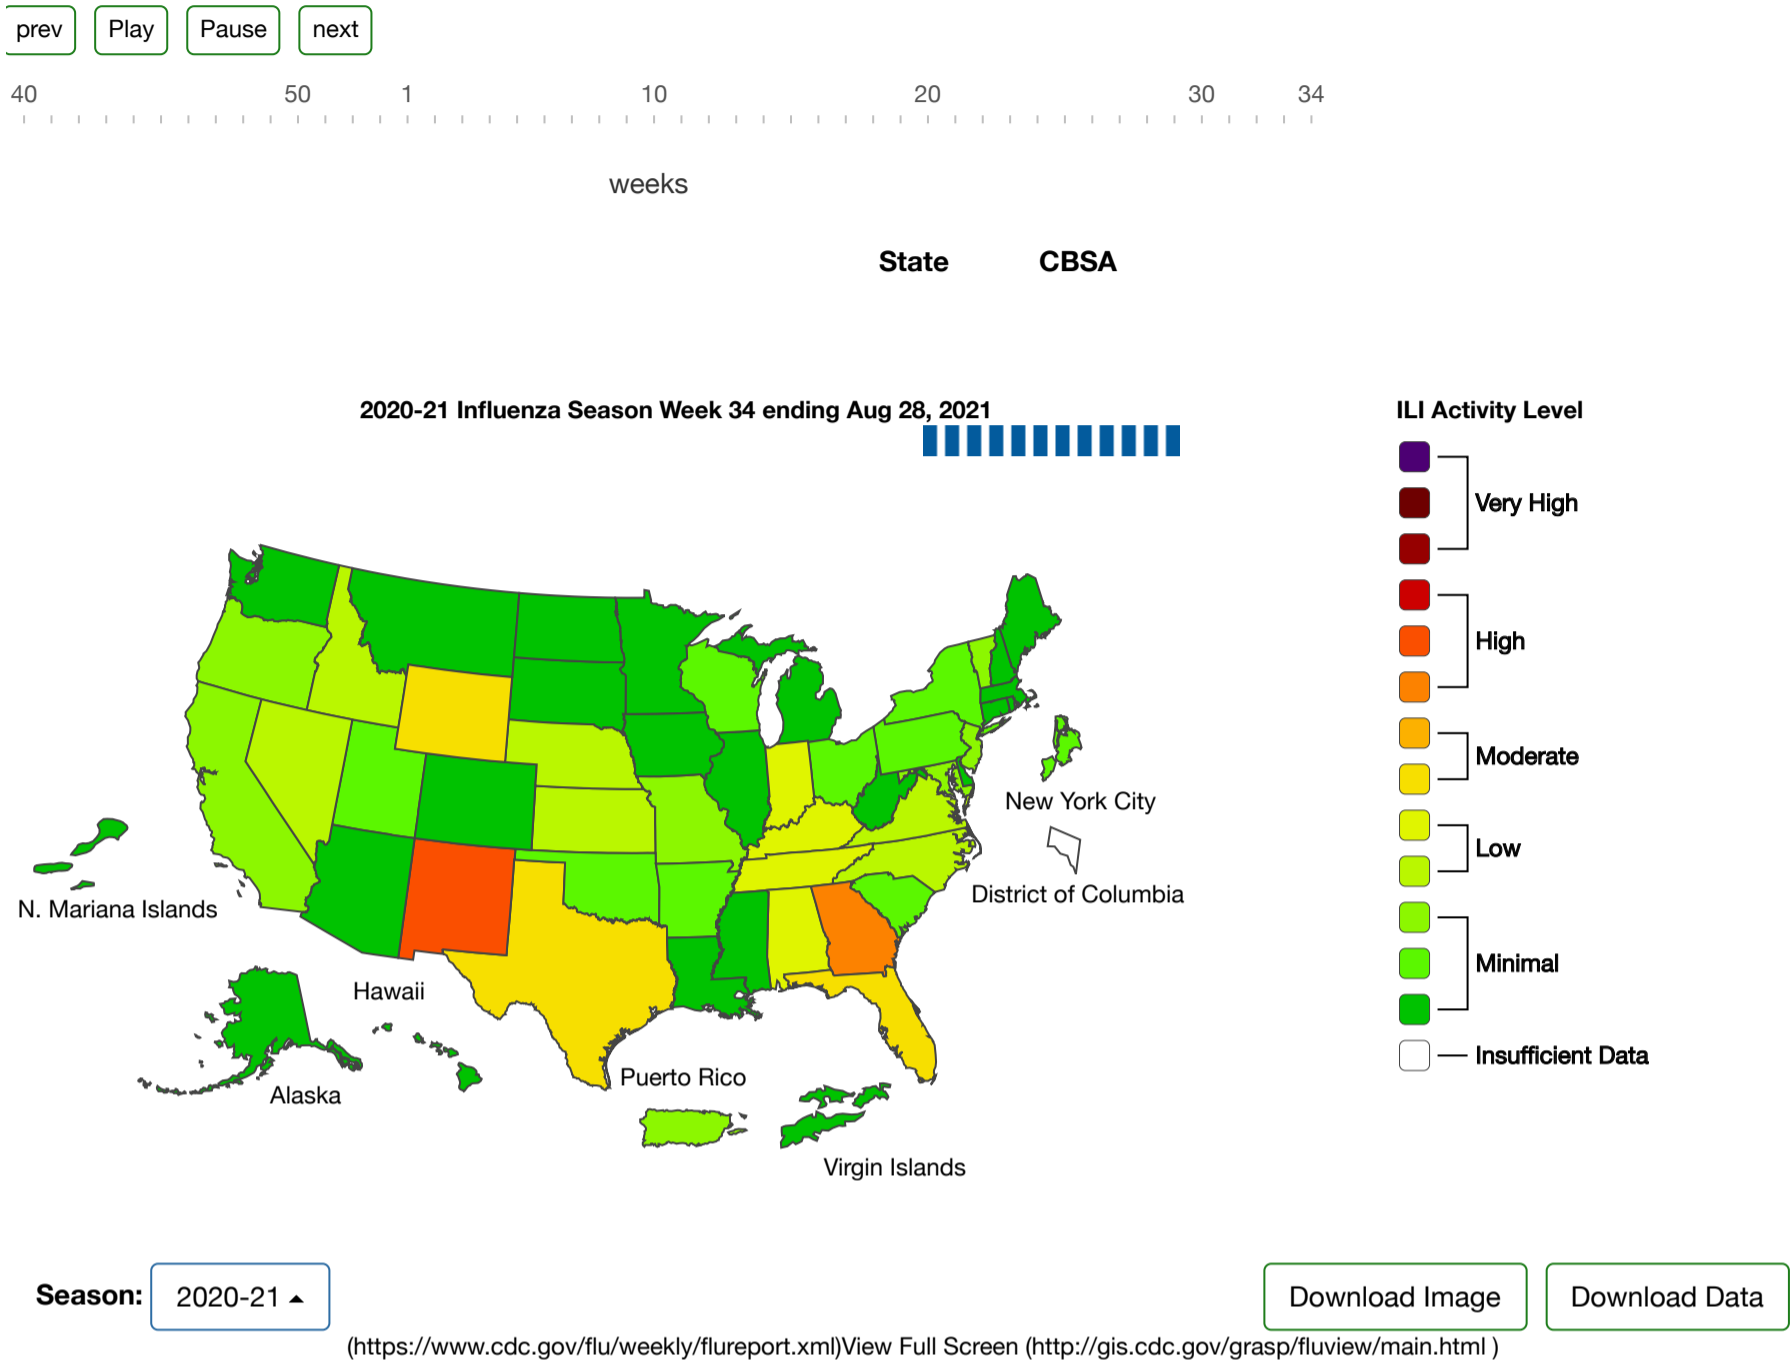 prev Play Pause next
40 50 1 10 20 30 34
weeks
State CBSA
2020-21 Influenza Season Week 34 ending Aug 28, 2021
ILI Activity Level
Very High
High
Moderate
Low
Minimal
Insufficient Data
New York City
District of Columbia
N. Mariana Islands
Hawaii
Alaska
Puerto Rico
Virgin Islands
Season: 2020-21
Download Image Download Data
(https://www.cdc.gov/flu/weekly/flureport.xml)View Full Screen (http://gis.cdc.gov/grasp/fluview/main.html )